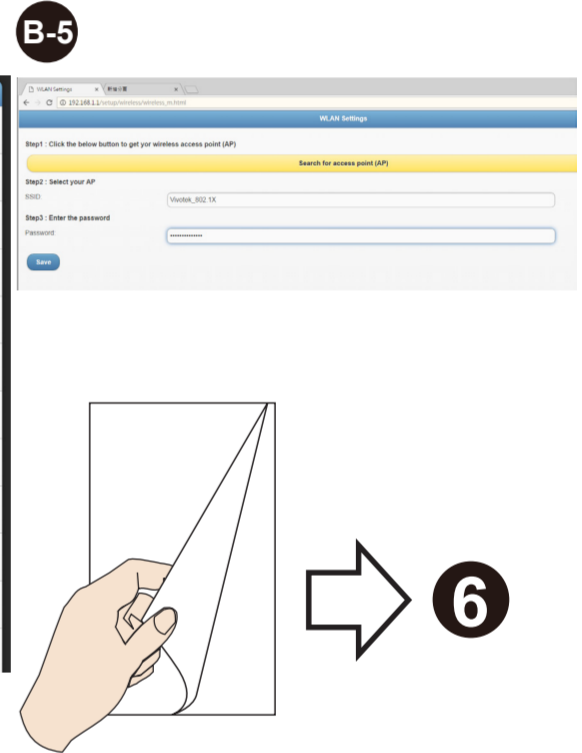 B-5
WLAN Settings
192.168.1.1/setup/wireless/wireless_m.html
WLAN Settings
Step1 : Click the below button to get yor wireless access point (AP)
Search for access point (AP)
Step2 : Select your AP
SSID:
Vivotek_802.1X
Step3 : Enter the password
Password:
••••••••••••••
Save
6